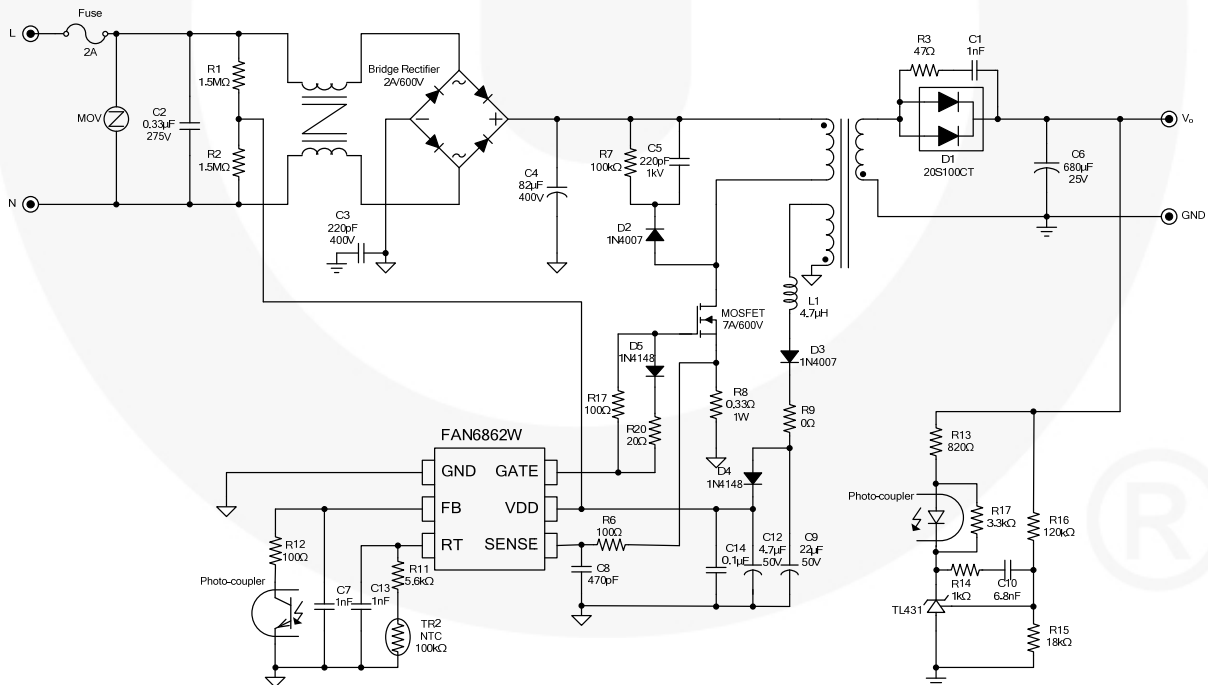 Fuse
L
2A
R1
1.5MΩ
MOV
C2
0.33µF
275V
R2
1.5MΩ
N
Bridge Rectifier
2A/600V
~
−
+
~
C3
220pF
400V
C4
82µF
400V
R7
100kΩ
C5
220pF
1kV
D2
1N4007
R3
47Ω
C1
1nF
D1
20S100CT
C6
680µF
25V
Vo
GND
L1
4.7µH
MOSFET
7A/600V
D3
1N4007
R9
0Ω
D5
1N4148
R17
100Ω
R20
20Ω
R8
0.33Ω
1W
D4
1N4148
FAN6862W
GND
GATE
FB
VDD
RT
SENSE
R12
100Ω
Photo-coupler
C7
1nF
C13
1nF
R11
5.6kΩ
TR2
NTC
100kΩ
R6
100Ω
C8
470pF
C14
0.1µF
C12
4.7µF
50V
C9
22µF
50V
R13
820Ω
Photo-coupler
R17
3.3kΩ
R16
120kΩ
R14
1kΩ
C10
6.8nF
TL431
R15
18kΩ
®